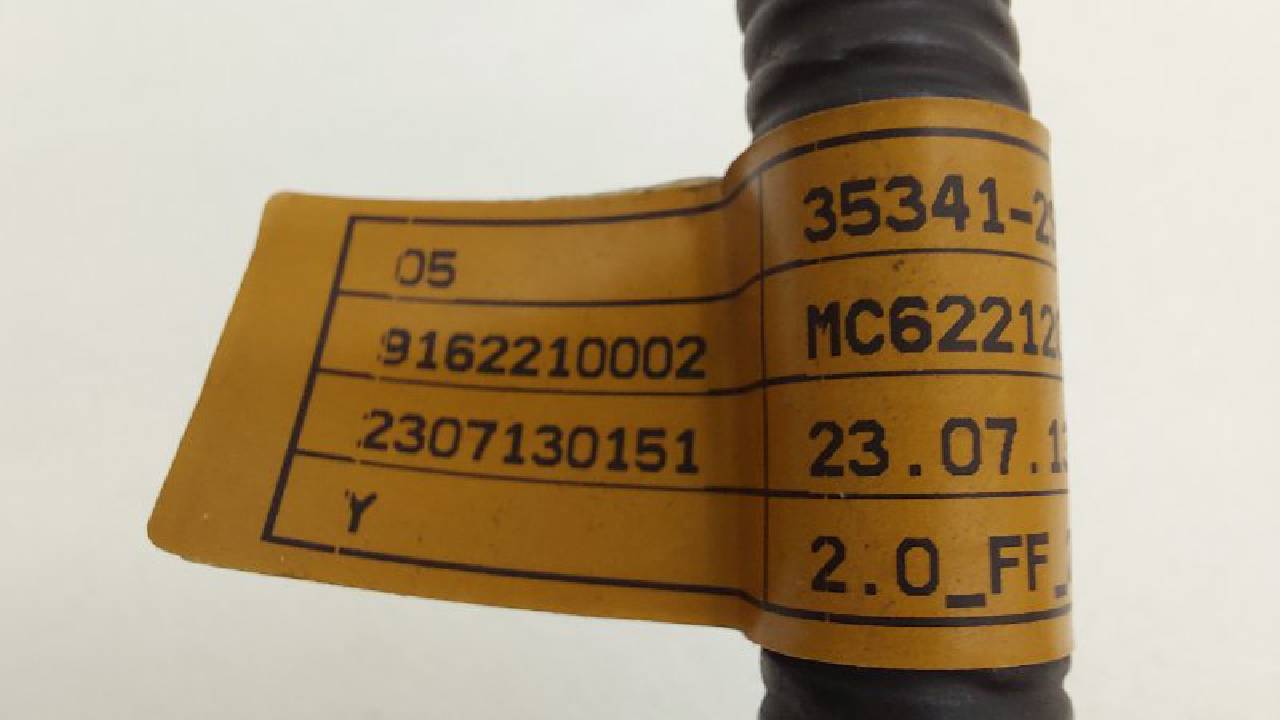 05 35341-2
9162210002 MC62212
2307130151 23.07.1
Y 2.0_FF_